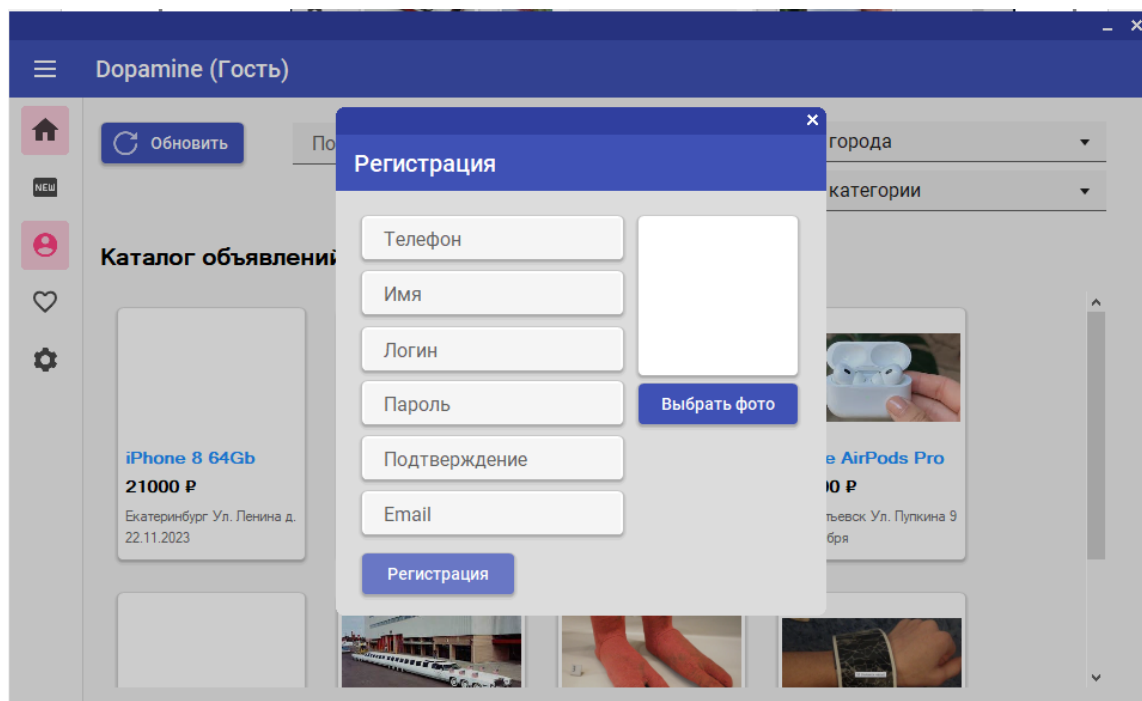 Dopamine (Гость)
Обновить
По
города
категории
NEW
Каталог объявлений
Регистрация
Телефон
Имя
Логин
Пароль
Подтверждение
Email
Выбрать фото
Регистрация
iPhone 8 64Gb
21000 ₽
Екатеринбург Ул. Ленина д.
22.11.2023
e AirPods Pro
00 ₽
тьевск Ул. Пупкина 9
бря